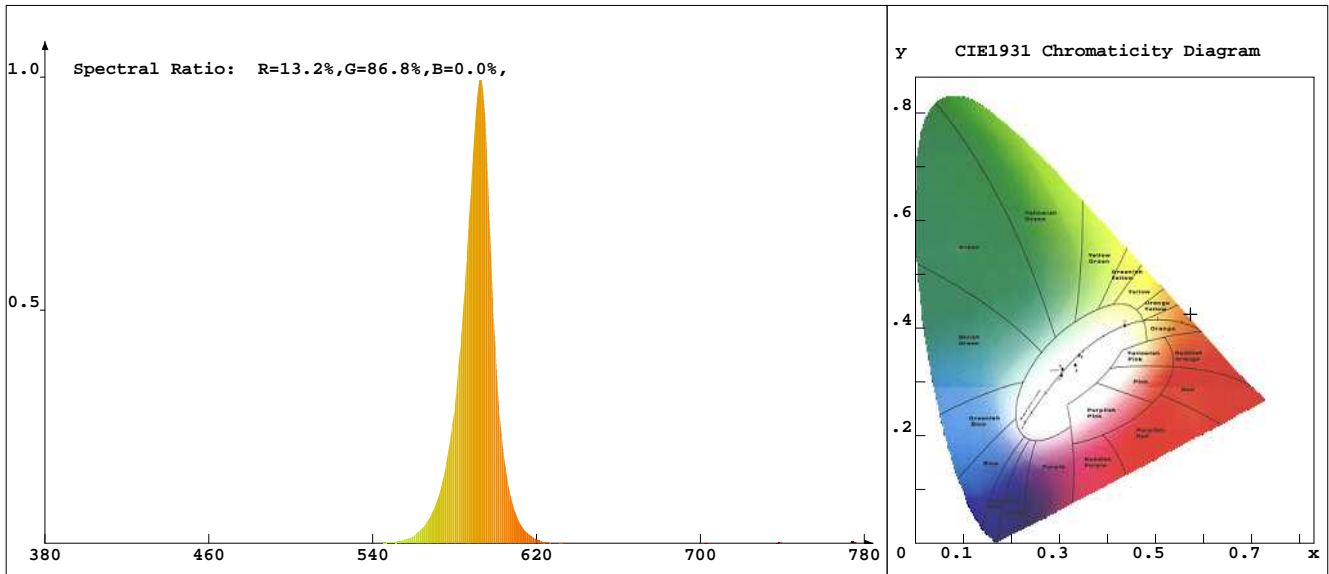 Spectral Ratio: R=13.2%,G=86.8%,B=0.0%,
1.0
0.5
380 460 540 620 700 780
y CIE1931 Chromaticity Diagram
.8
.6
.4
.2
0 0.1 0.3 0.5 0.7 x
Yellowish
Green
Green
Yellow
Green
Greenish
Yellow
Yellow
Orange
Yellow
Orange
Bluish
Green
Yellowish
Pink
Reddish
Orange
Pink
Red
Greenish
Blue
Purplish
Pink
Purplish
Red
Blue
Purple
Reddish
Purple